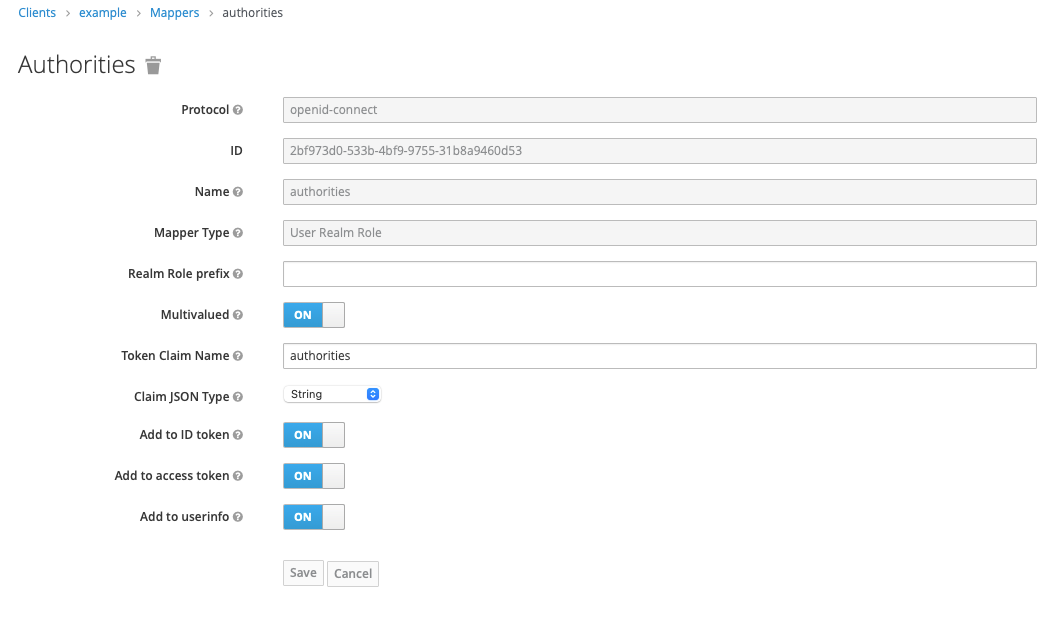 Clients > example > Mappers > authorities
Authorities
Protocol openid-connect
ID 2bf973d0-533b-4bf9-9755-31b8a9460d53
Name authorities
Mapper Type User Realm Role
Realm Role prefix
Multivalued ON
Token Claim Name authorities
Claim JSON Type String
Add to ID token ON
Add to access token ON
Add to userinfo ON
Save Cancel